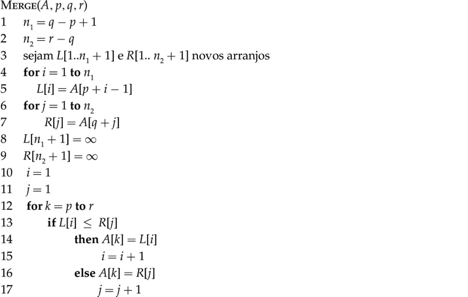 MERGE(A, p, q, r)
1 n₁ = q - p + 1
2 n₂ = r - q
3 sejam L[1..n₁ + 1] e R[1.. n₂ + 1] novos arranjos
4 for i = 1 to n₁
5 L[i] = A[p + i - 1]
6 for j = 1 to n₂
7 R[j] = A[q + j]
8 L[n₁ + 1] = ∞
9 R[n₂ + 1] = ∞
10 i = 1
11 j = 1
12 for k = p to r
13 if L[i] ≤ R[j]
14 then A[k] = L[i]
15 i = i + 1
16 else A[k] = R[j]
17 j = j + 1